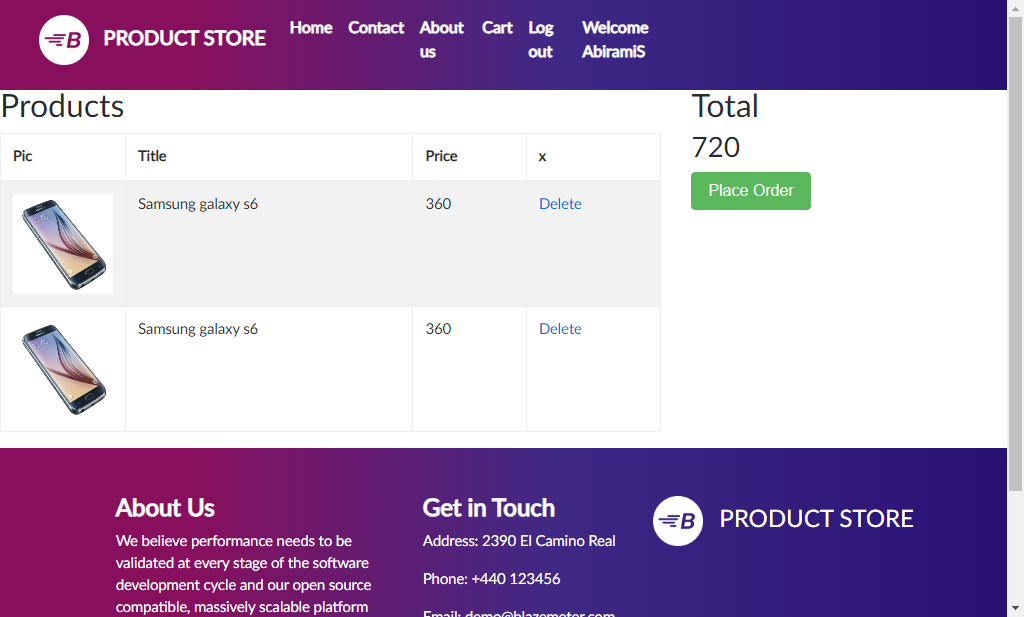 B PRODUCT STORE Home Contact About us Cart Log out Welcome AbiramiS
Products
Total
720
Place Order
Pic Title Price x
Samsung galaxy s6 360 Delete
Samsung galaxy s6 360 Delete
About Us
We believe performance needs to be
validated at every stage of the software
development cycle and our open source
compatible, massively scalable platform
Get in Touch
Address: 2390 El Camino Real
Phone: +440 123456
Email: demo@blazemeter.com
B PRODUCT STORE